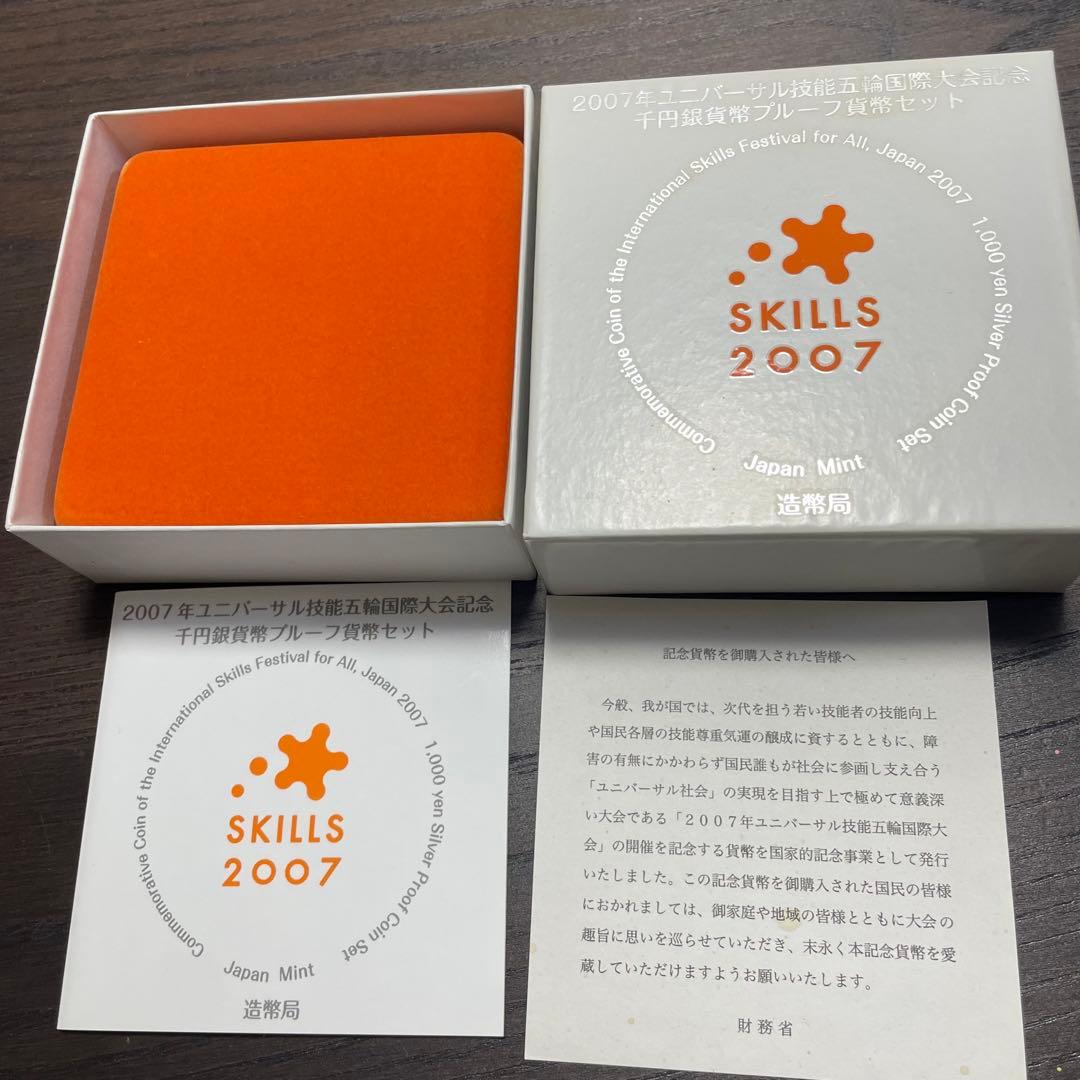 2007年ユニバーサル技能五輪国際大会記念
千円銀貨幣プルーフ貨幣セット
Commemorative Coin of the International Skills Festival for All, Japan 2007 1,000 yen Silver Proof Coin Set
SKILLS
2007
Japan Mint
造幣局
2007年ユニバーサル技能五輪国際大会記念
千円銀貨幣プルーフ貨幣セット
Commemorative Coin of the International Skills Festival for All, Japan 2007 1,000 yen Silver Proof Coin Set
SKILLS
2007
Japan Mint
造幣局
記念貨幣を御購入された皆様へ
今般、我が国では、次代を担う若い技能者の技能向上
や国民各層の技能尊重気運の醸成に資するとともに、障
害の有無にかかわらず国民誰もが社会に参画し支え合う
「ユニバーサル社会」の実現を目指す上で極めて意義深
い大会である「２００７年ユニバーサル技能五輪国際大
会」の開催を記念する貨幣を国家的記念事業として発行
いたしました。この記念貨幣を御購入された国民の皆様
におかれましては、御家庭や地域の皆様とともに大会の
趣旨に思いを巡らせていただき、末永く本記念貨幣を愛
蔵していただけますようお願いいたします。
財務省